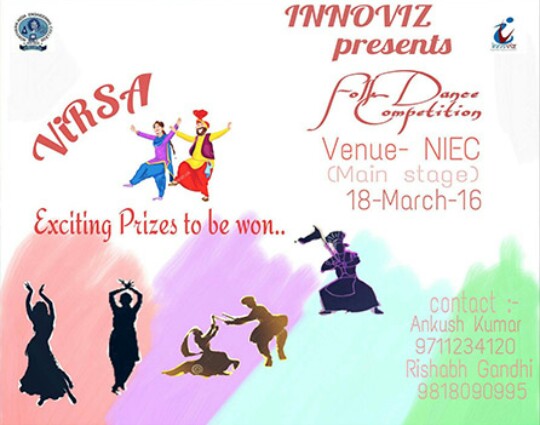 INNOVIZ
presents
ViRSA
Folk Dance
Competition
Venue- NIEC
(Main stage)
18-March-16
Exciting Prizes to be won..
contact :-
Ankush Kumar
9711234120
Rishabh Gandhi
9818090995
innoviz